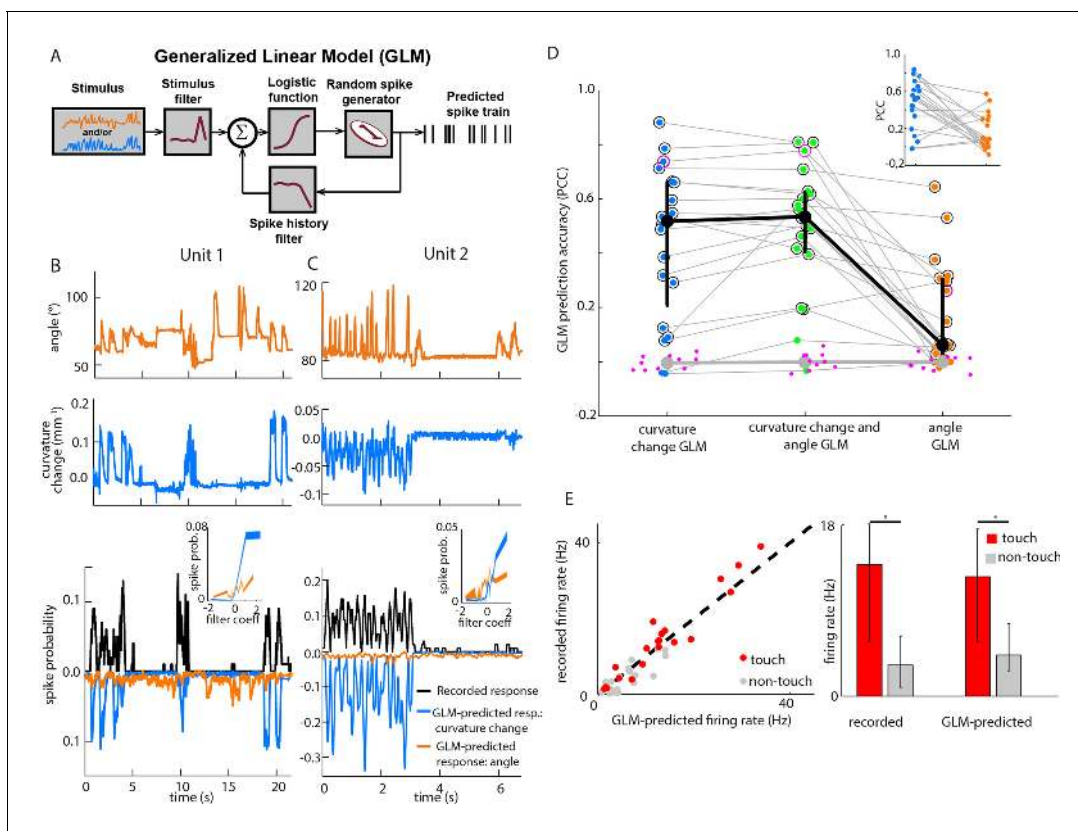 A
Generalized Linear Model (GLM)
Stimulus
and/or
Stimulus
filter
Σ
Logistic
function
Random spike
generator
Predicted
spike train
Spike history
filter
B
Unit 1
angle (°)
100
50
curvature
change (mm⁻¹)
0.2
0.1
0.0
spike probability
0.1
0.0
0.1
0 5 10 15 20
time (s)
spike prob.
0.08
0
-2 0 2
filter coeff
C
Unit 2
120
80
0.05
0.00
-0.05
-0.1
0.2
0.1
0.0
-0.1
-0.2
-0.3
0 2 4 6
time (s)
spike prob.
0.05
0
-2 0 2
filter coeff
Recorded response
GLM-predicted resp.:
curvature change
GLM-predicted
response: angle
D
GLM prediction accuracy (PCC)
1.0
0.6
0.2
-0.2
curvature
change GLM
curvature change and
angle GLM
angle
GLM
PCC
1.0
0.6
0.2
-0.2
E
recorded firing rate
(Hz)
40
0
0 40
GLM-predicted firing rate (Hz)
touch
non-touch
firing rate (Hz)
18
0
*
*
touch
non-touch
recorded
GLM-predicted